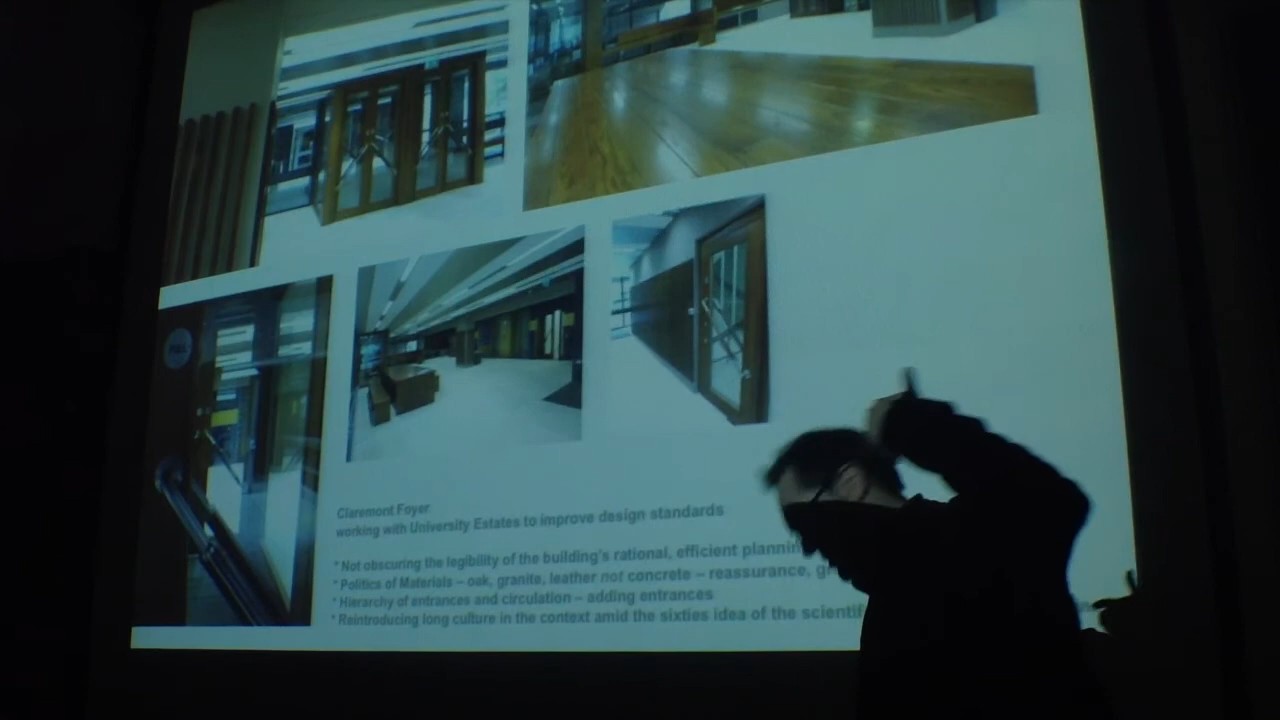 Claremont Foyer
working with University Estates to improve design standards
* Not obscuring the legibility of the building's rational, efficient
* Politics of Materials – oak, granite, leather not concrete – reassurance,
* Hierarchy of entrances and circulation – adding entrances
* Reintroducing long culture in the context amid the sixties idea of the